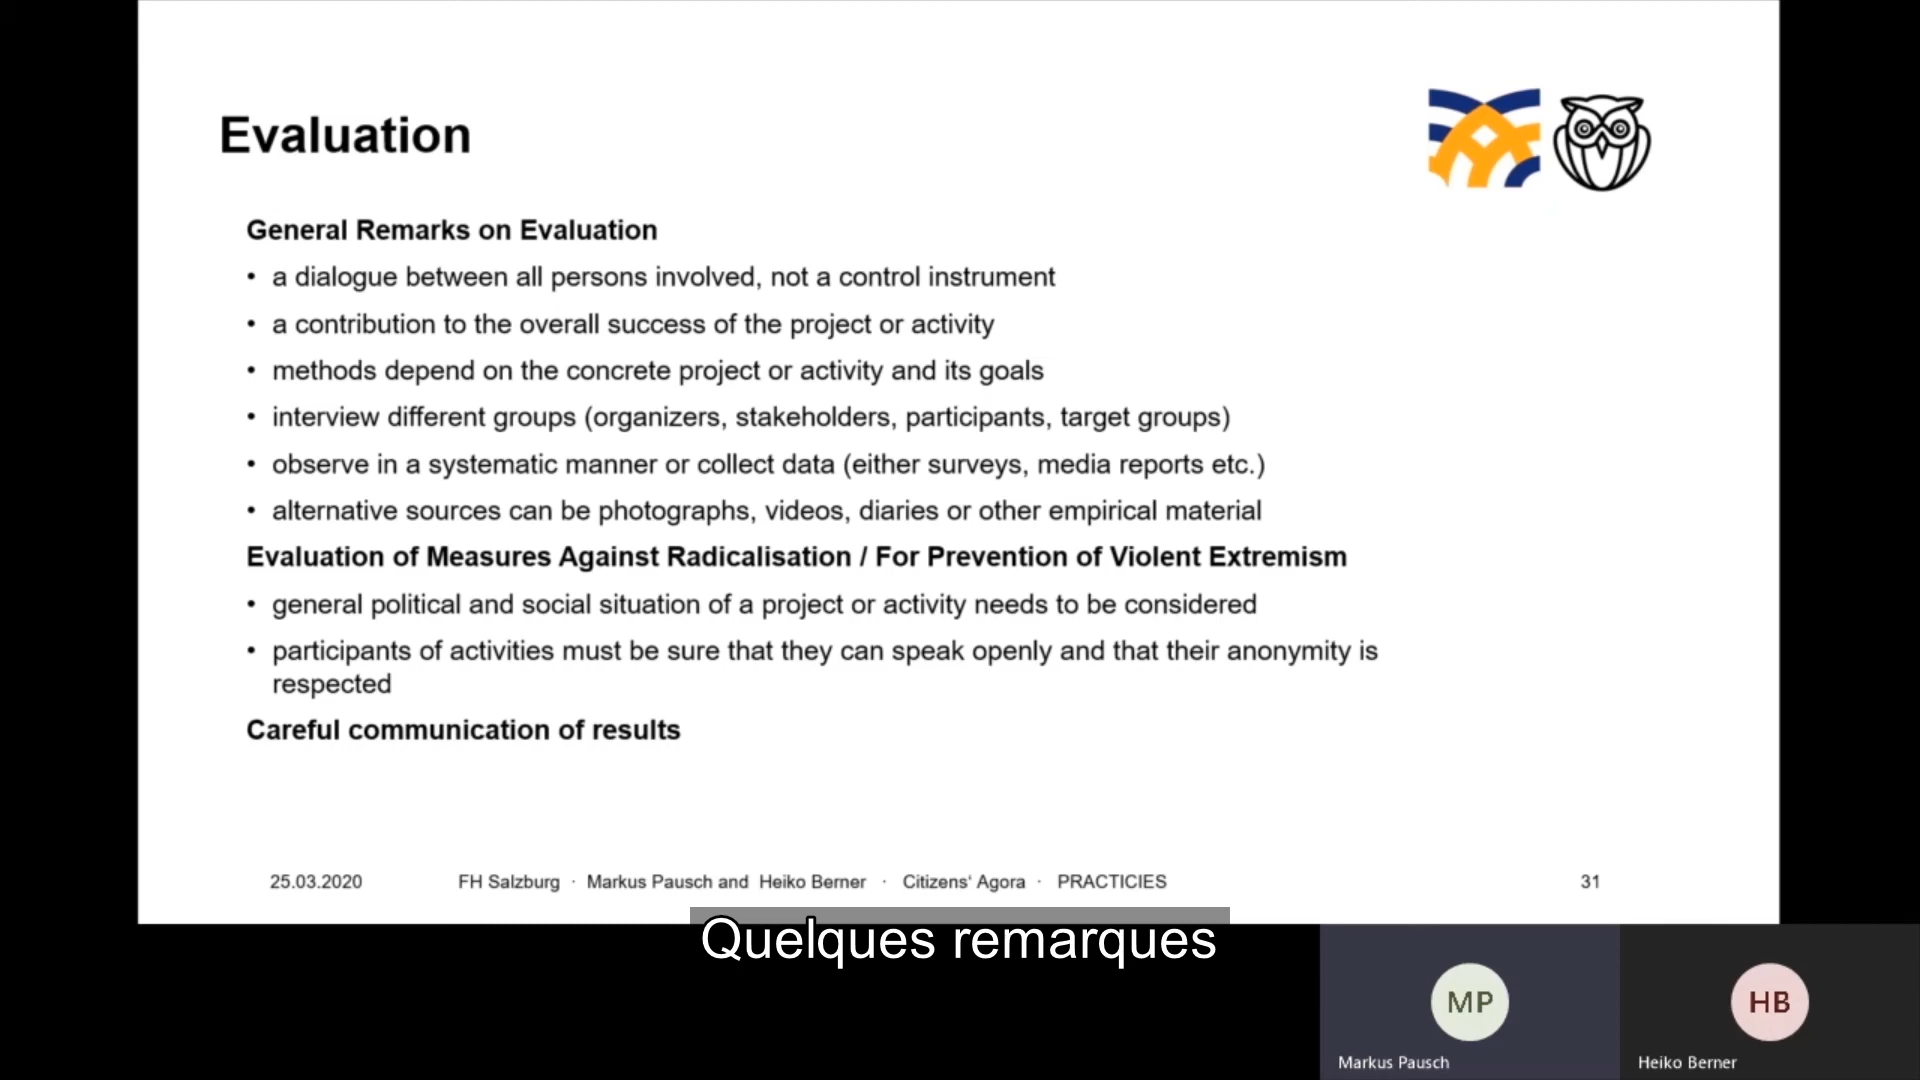 Evaluation
General Remarks on Evaluation
• a dialogue between all persons involved, not a control instrument
• a contribution to the overall success of the project or activity
• methods depend on the concrete project or activity and its goals
• interview different groups (organizers, stakeholders, participants, target groups)
• observe in a systematic manner or collect data (either surveys, media reports etc.)
• alternative sources can be photographs, videos, diaries or other empirical material
Evaluation of Measures Against Radicalisation / For Prevention of Violent Extremism
• general political and social situation of a project or activity needs to be considered
• participants of activities must be sure that they can speak openly and that their anonymity is
respected
Careful communication of results
25.03.2020 FH Salzburg · Markus Pausch and Heiko Berner · Citizens‘ Agora · PRACTICIES 31
Quelques remarques
MP HB
Markus Pausch Heiko Berner